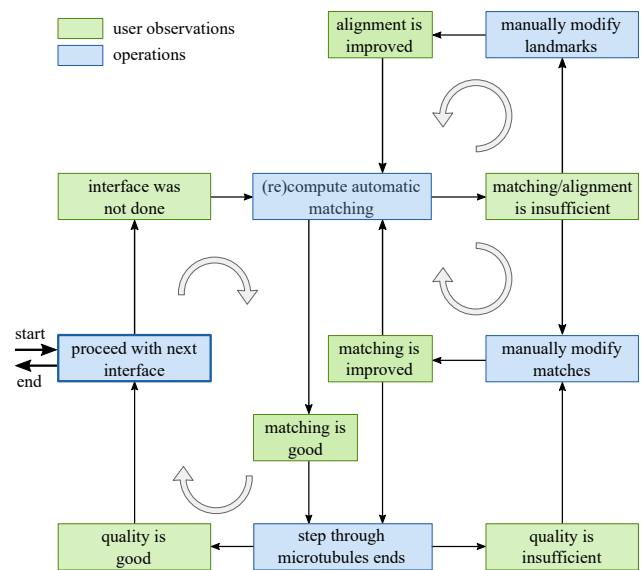 user observations
operations
alignment is
improved
manually modify
landmarks
interface was
not done
(re)compute automatic
matching
matching/alignment
is insufficient
start
end
proceed with next
interface
matching is
improved
manually modify
matches
matching is
good
quality is
good
step through
microtubules ends
quality is
insufficient